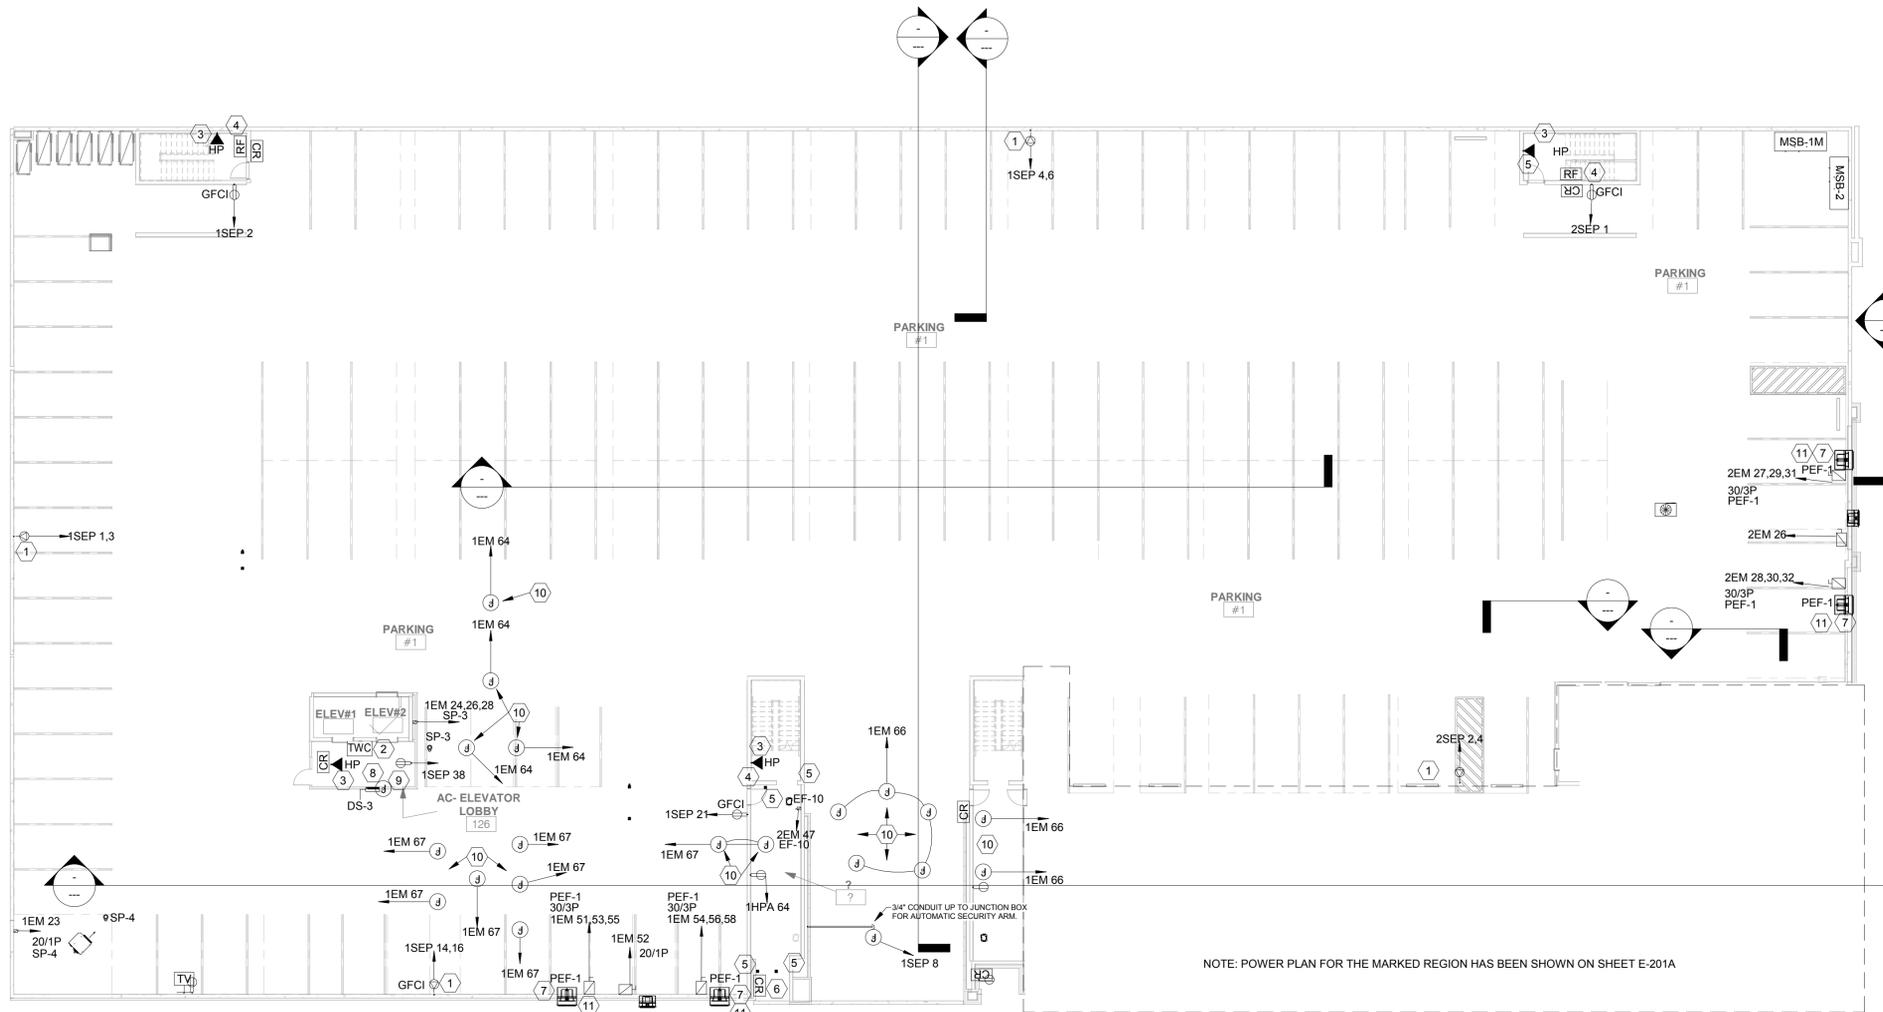 -
---
-
---
3
4
HP
RF
CR
GFCI
1SEP 2
1
1SEP 4,6
3
HP
5
RF
4
CR
GFCI
2SEP 1
MSB-1M
MSB-2
PARKING
#1
PARKING
#1
-
---
11
7
PEF-1
2EM 27,29,31
30/3P
PEF-1
2EM 26
2EM 28,30,32
30/3P
PEF-1
PEF-1
11
7
1SEP 1,3
1
1EM 64
10
1EM 64
PARKING
#1
PARKING
#1
-
---
-
---
ELEV#1
ELEV#2
1EM 24,26,28
SP-3
SP-3
10
TWC
2
CR
HP
3
8
9
1SEP 38
1EM 64
1EM 64
DS-3
AC- ELEVATOR
LOBBY
126
3
HP
4
5
5
GFCI
EF-10
1SEP 21
2EM 47
EF-10
1EM 66
10
CR
1EM 66
10
1EM 66
2SEP 2,4
1
1EM 67
1EM 67
10
1EM 67
1EM 67
10
1EM 67
1EM 67
1EM 67
?
?
1HPA 64
3/4" CONDUIT UP TO JUNCTION BOX
FOR AUTOMATIC SECURITY ARM.
1SEP 8
-
---
1EM 23
SP-4
20/1P
SP-4
TV
1SEP 14,16
GFCI
1
PEF-1
30/3P
1EM 51,53,55
1EM 52
20/1P
PEF-1
30/3P
1EM 54,56,58
PEF-1
7
11
PEF-1
7
11
5
CR
6
5
CR
NOTE: POWER PLAN FOR THE MARKED REGION HAS BEEN SHOWN ON SHEET E-201A